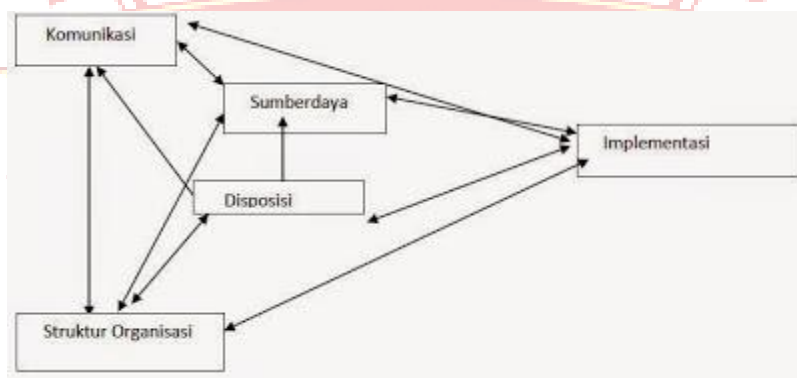 Komunikasi
Sumberdaya
Implementasi
Disposisi
Struktur Organisasi